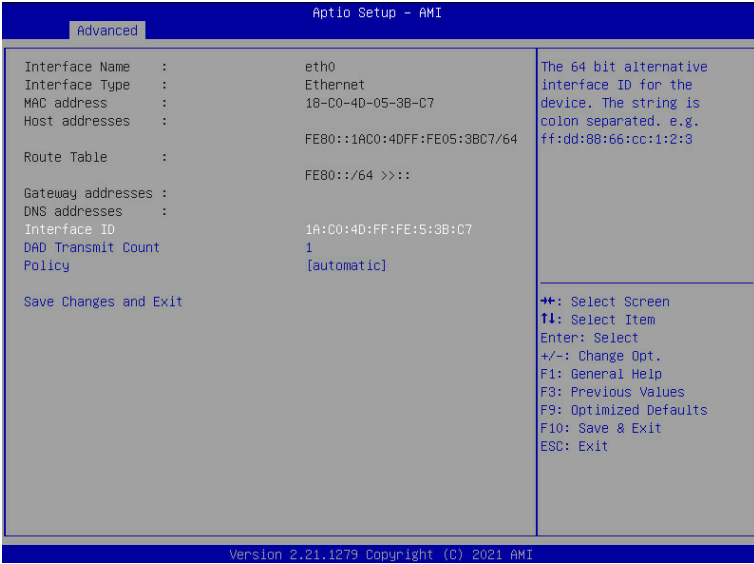 Aptio Setup – AMI
Advanced
Interface Name : eth0
Interface Type : Ethernet
MAC address : 18-C0-4D-05-3B-C7
Host addresses :
FE80::1AC0:4DFF:FE05:3BC7/64
Route Table :
FE80::/64 >>::
Gateway addresses :
DNS addresses :
Interface ID 1A:C0:4D:FF:FE:5:3B:C7
DAD Transmit Count 1
Policy [automatic]
Save Changes and Exit
The 64 bit alternative
interface ID for the
device. The string is
colon separated. e.g.
ff:dd:88:66:cc:1:2:3
→←: Select Screen
↑↓: Select Item
Enter: Select
+/-: Change Opt.
F1: General Help
F3: Previous Values
F9: Optimized Defaults
F10: Save & Exit
ESC: Exit
Version 2.21.1279 Copyright (C) 2021 AMI